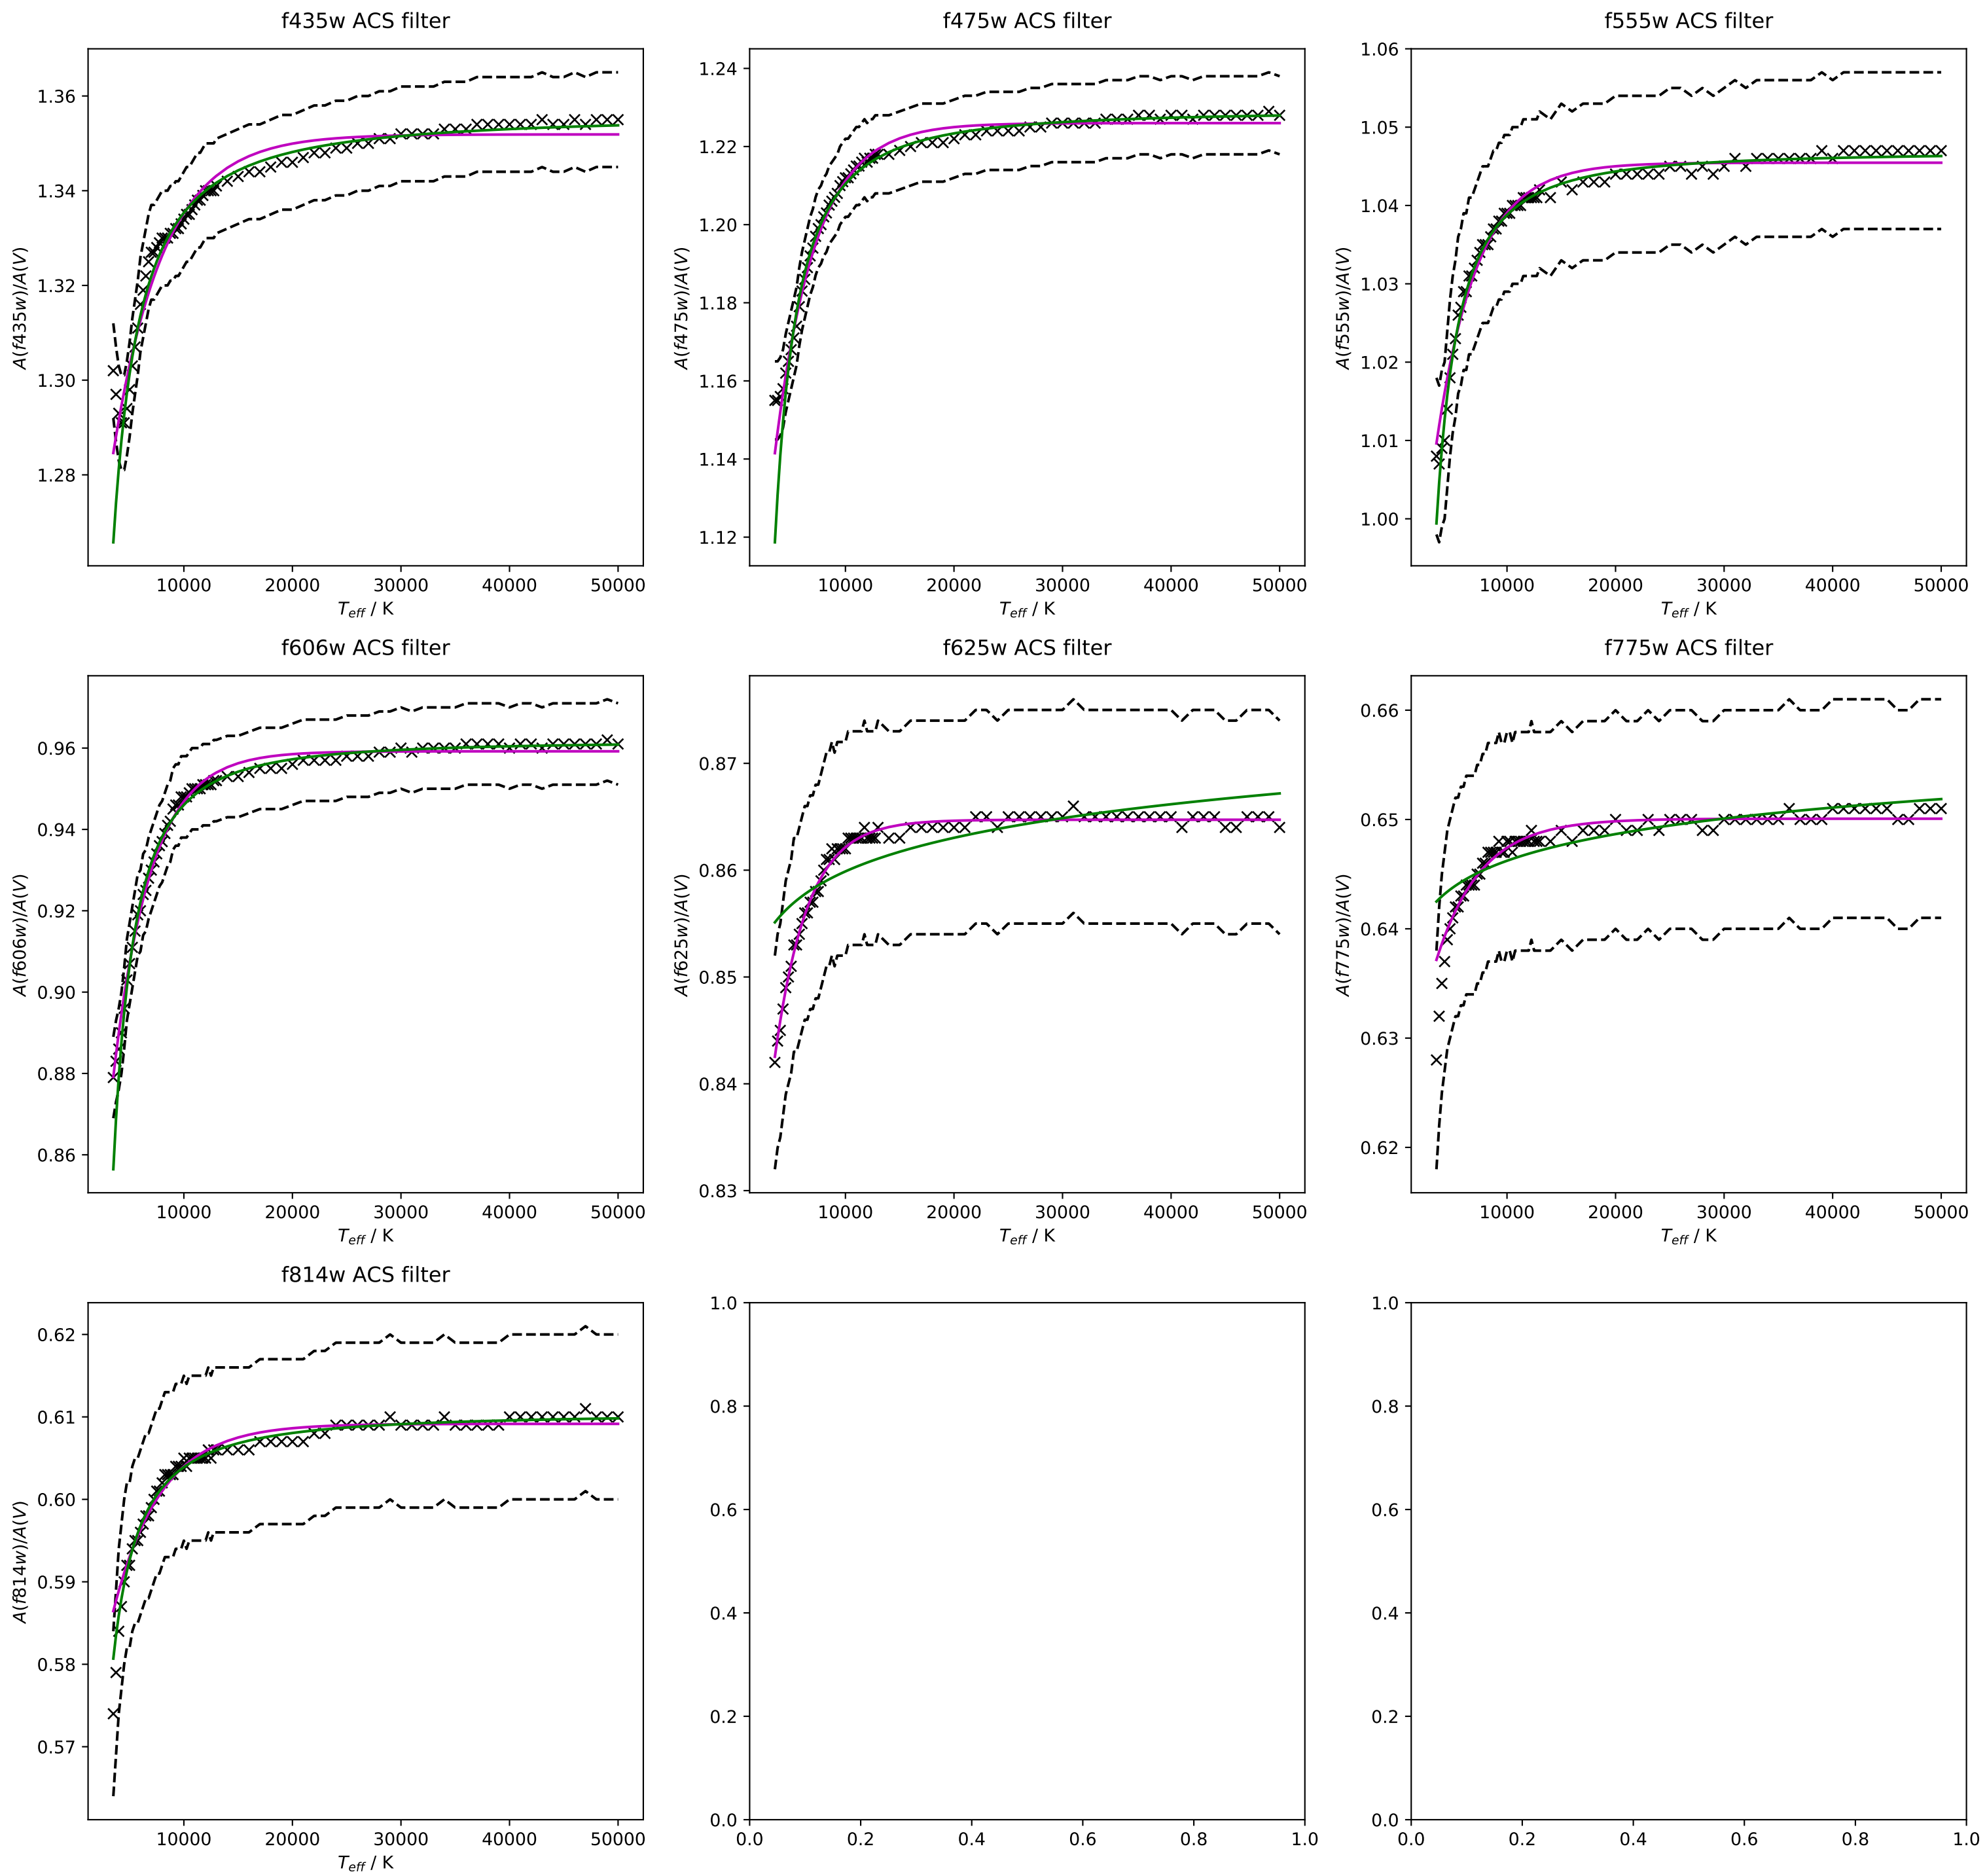 f435w ACS filter
f475w ACS filter
f555w ACS filter
1.36
1.34
1.32
1.30
1.28
A(f435w)/A(V)
10000 20000 30000 40000 50000
T_eff / K
1.24
1.22
1.20
1.18
1.16
1.14
1.12
A(f475w)/A(V)
10000 20000 30000 40000 50000
T_eff / K
1.06
1.05
1.04
1.03
1.02
1.01
1.00
A(f555w)/A(V)
10000 20000 30000 40000 50000
T_eff / K
f606w ACS filter
f625w ACS filter
f775w ACS filter
0.96
0.94
0.92
0.90
0.88
0.86
A(f606w)/A(V)
10000 20000 30000 40000 50000
T_eff / K
0.87
0.86
0.85
0.84
0.83
A(f625w)/A(V)
10000 20000 30000 40000 50000
T_eff / K
0.66
0.65
0.64
0.63
0.62
A(f775w)/A(V)
10000 20000 30000 40000 50000
T_eff / K
f814w ACS filter
0.62
0.61
0.60
0.59
0.58
0.57
A(f814w)/A(V)
10000 20000 30000 40000 50000
T_eff / K
1.0
0.8
0.6
0.4
0.2
0.0
0.0 0.2 0.4 0.6 0.8 1.0
1.0
0.8
0.6
0.4
0.2
0.0
0.0 0.2 0.4 0.6 0.8 1.0